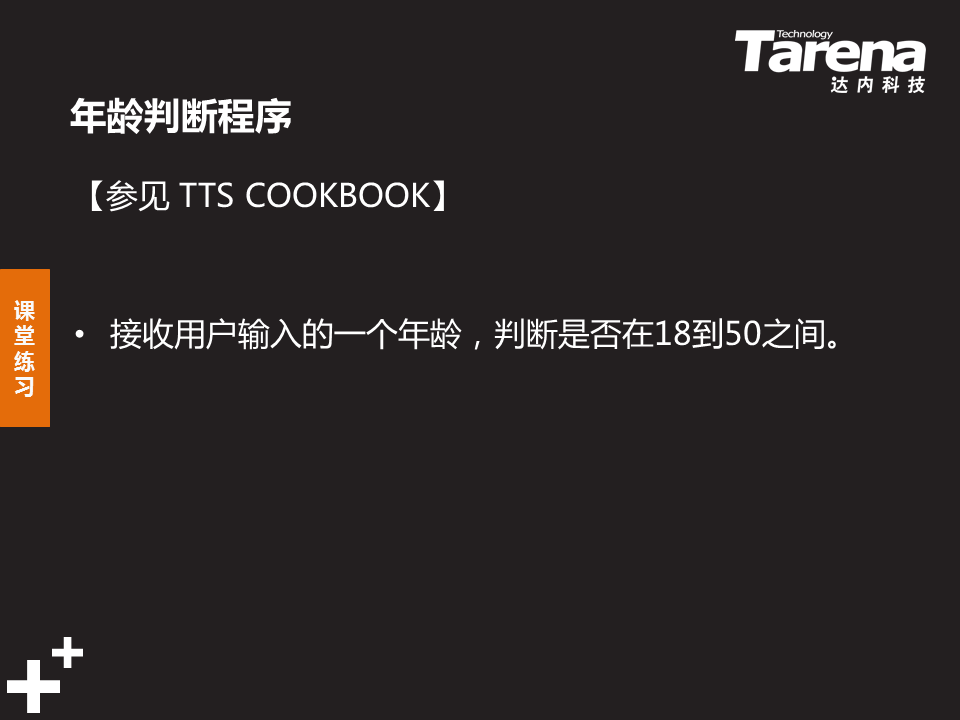 Technology
Tarena
达内科技
年龄判断程序
【参见 TTS COOKBOOK】
课堂练习
• 接收用户输入的一个年龄，判断是否在18到50之间。